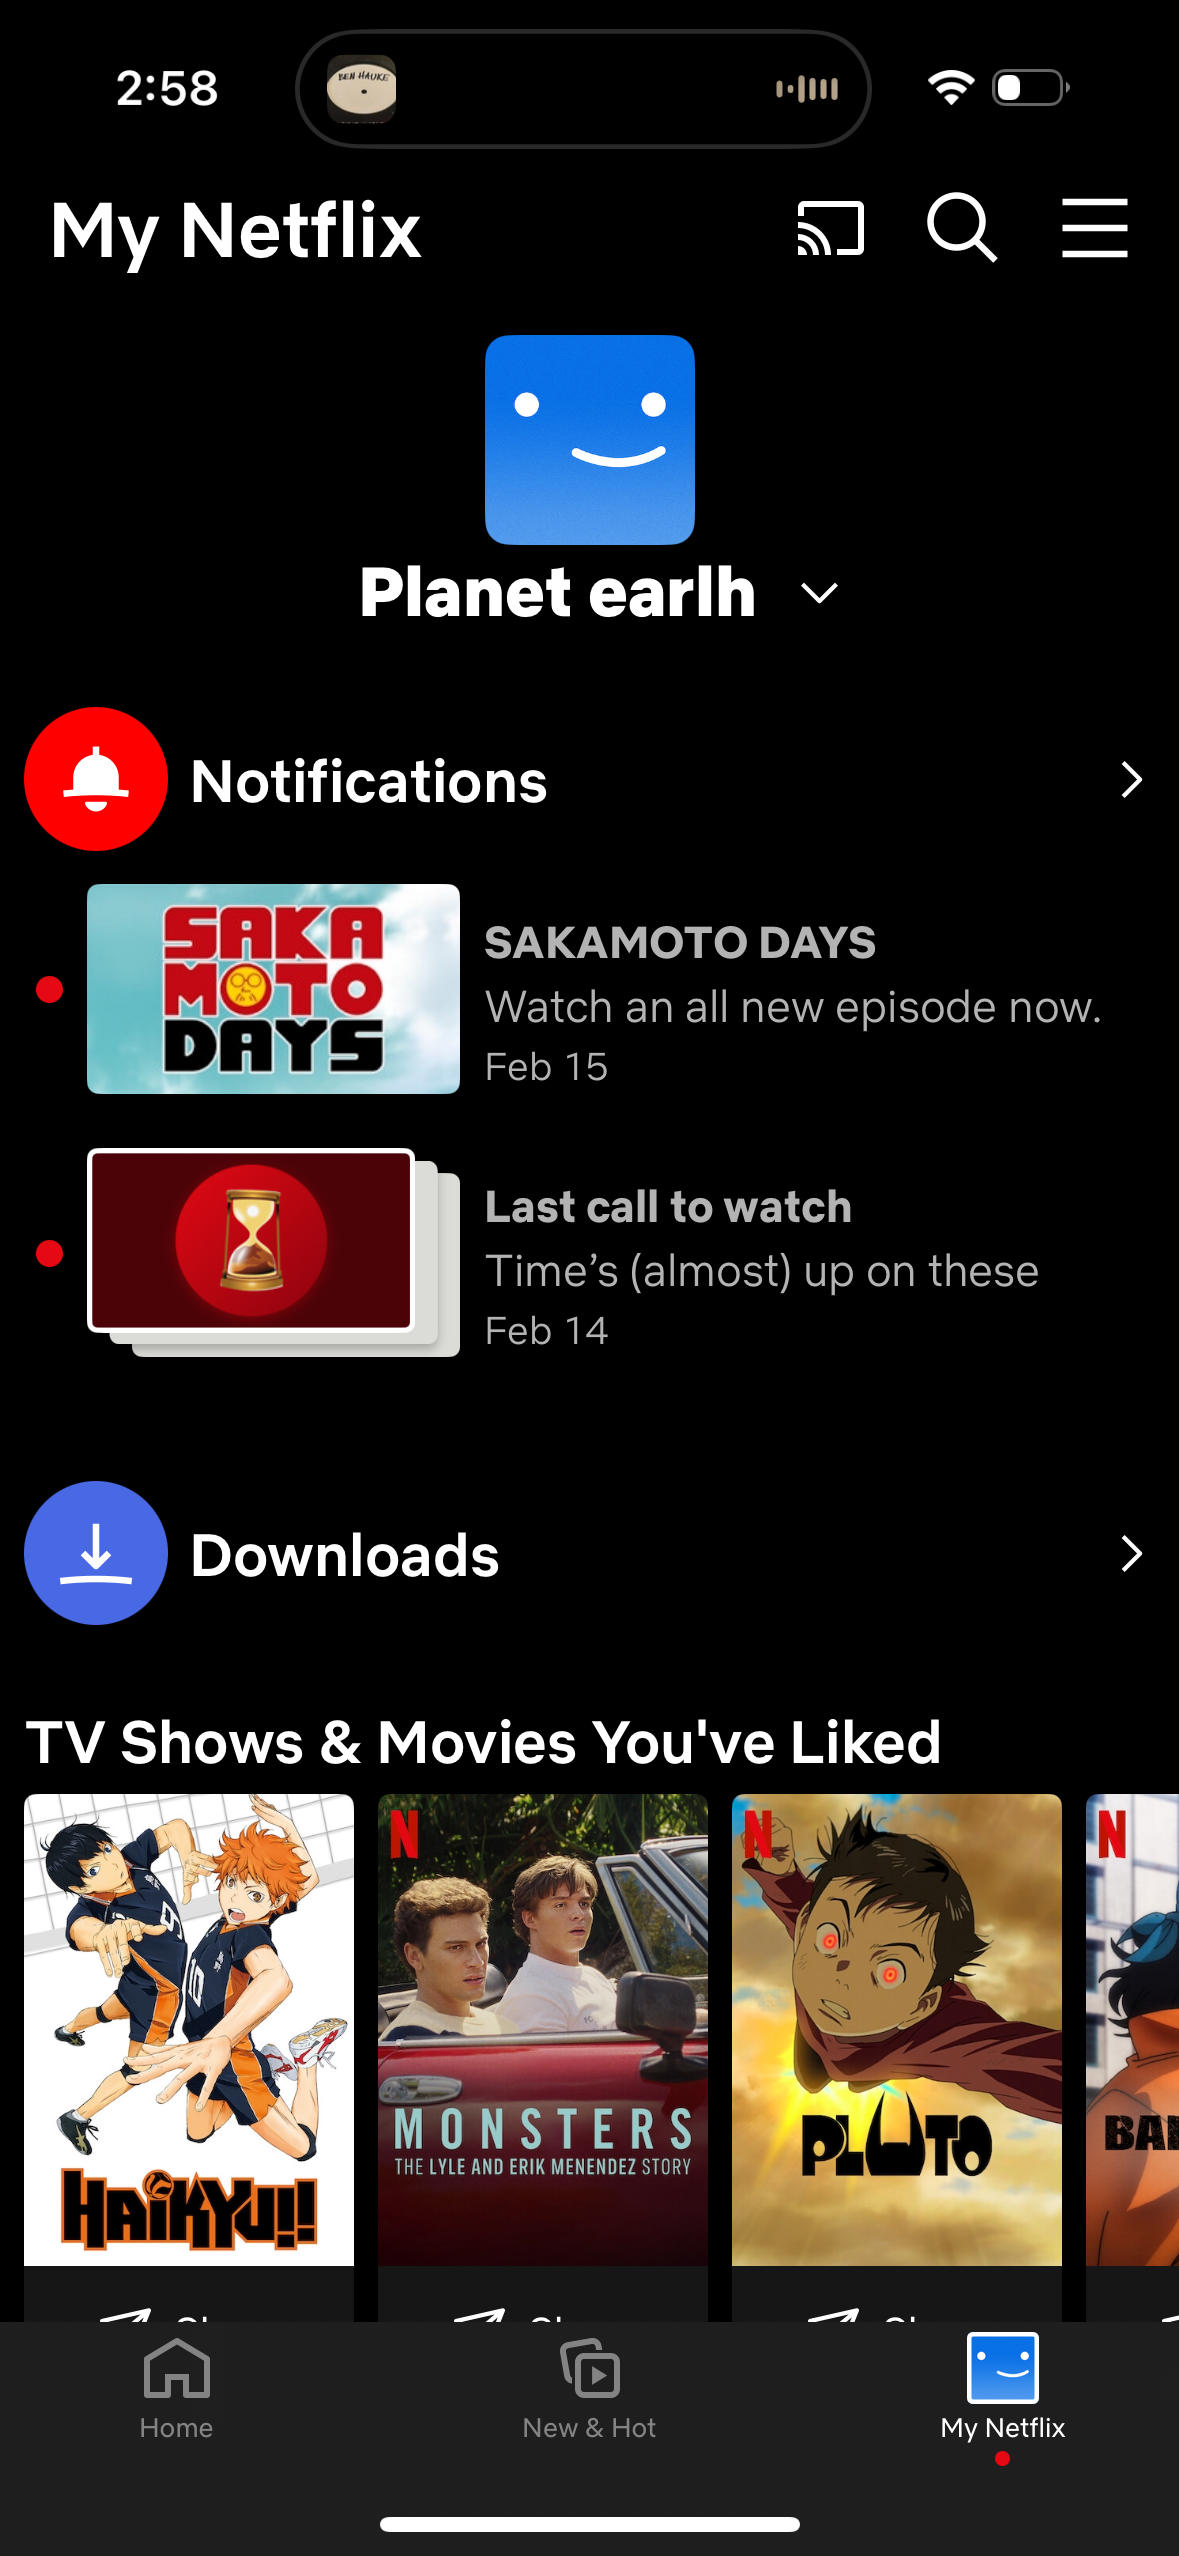 2:58
BEN HAUKE
My Netflix
Planet earlh
Notifications
SAKA
MOTO
DAYS
SAKAMOTO DAYS
Watch an all new episode now.
Feb 15
Last call to watch
Time’s (almost) up on these
Feb 14
Downloads
TV Shows & Movies You've Liked
N
N
N
9
10
HAIKYU!!
MONSTERS
THE LYLE AND ERIK MENENDEZ STORY
PLUTO
Home
New & Hot
My Netflix